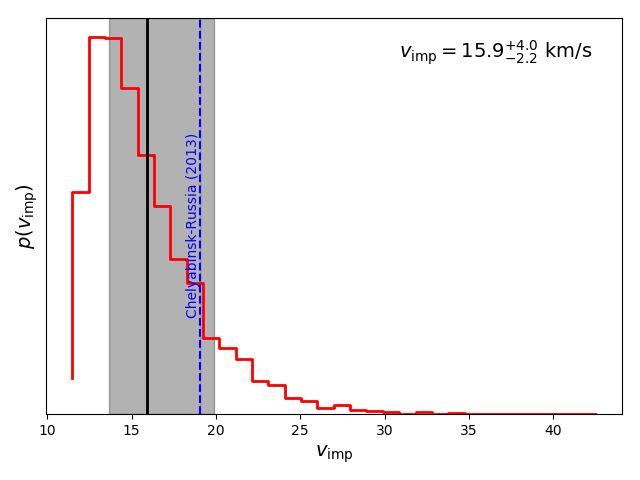 v_imp = 15.9^{+4.0}_{-2.2} km/s
p(v_imp)
Chelyabinsk-Russia (2013)
10 15 20 25 30 35 40
v_imp